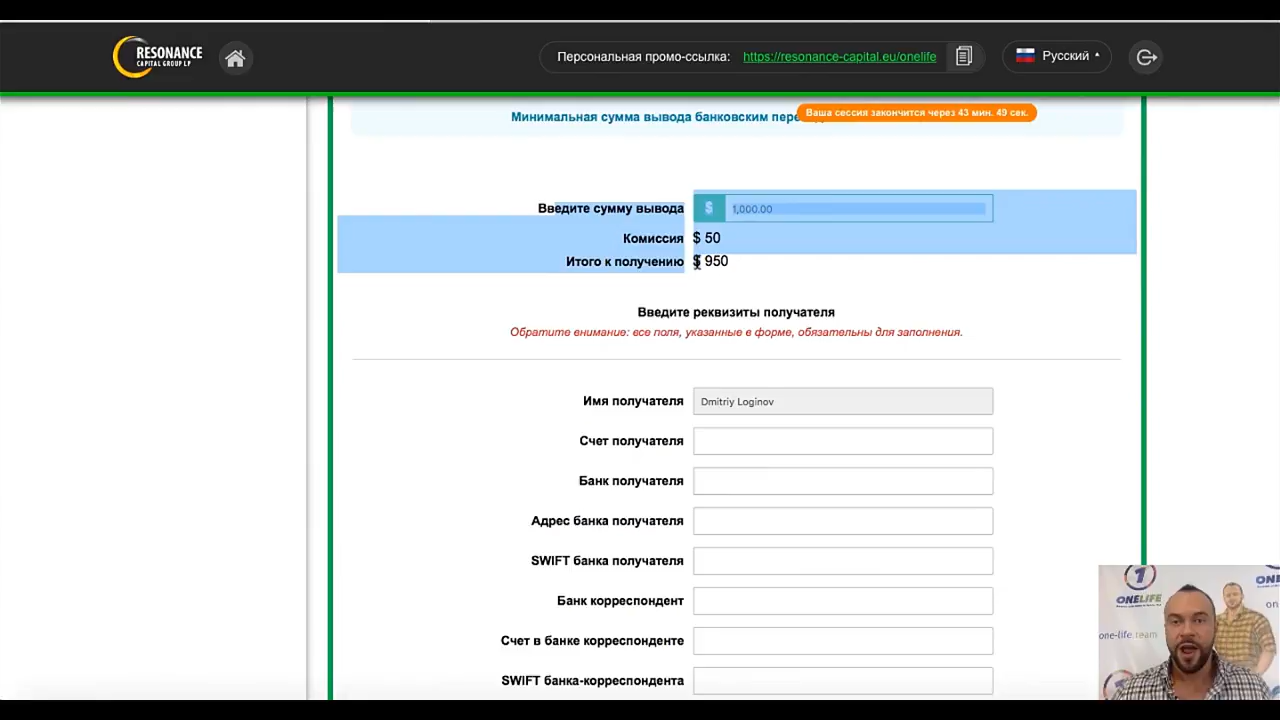 RESONANCE
CAPITAL GROUP LP
Персональная промо-ссылка: https://resonance-capital.eu/onelife
Русский
Минимальная сумма вывода банковским
Ваша сессия закончится через 43 мин. 49 сек.
Введите сумму вывода $ 1,000.00
Комиссия $ 50
Итого к получению $ 950
Введите реквизиты получателя
Обратите внимание: все поля, указанные в форме, обязательны для заполнения.
Имя получателя Dmitriy Loginov
Счет получателя
Банк получателя
Адрес банка получателя
SWIFT банка получателя
Банк корреспондент
Счет в банке корреспонденте
SWIFT банка-корреспондента
1
ONELIFE
one-life.team